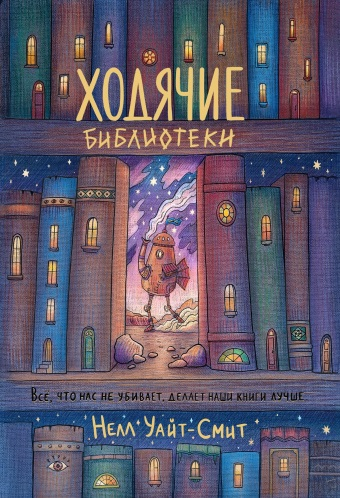 ХОДЯЧИЕ
БИБЛИОТЕКИ
Всё, что нас не убивает, делает наши книги лучше
Нелл Уайт-Смит